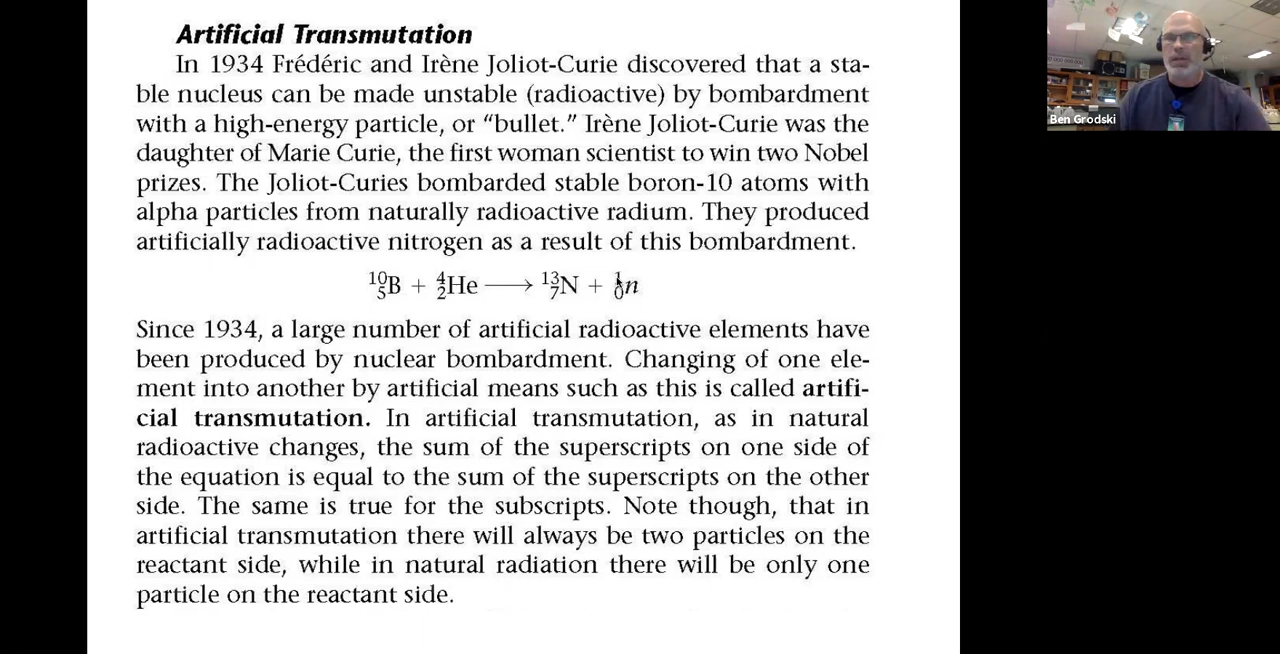 Artificial Transmutation
In 1934 Frédéric and Irène Joliot-Curie discovered that a sta-
ble nucleus can be made unstable (radioactive) by bombardment
with a high-energy particle, or “bullet.” Irène Joliot-Curie was the
daughter of Marie Curie, the first woman scientist to win two Nobel
prizes. The Joliot-Curies bombarded stable boron-10 atoms with
alpha particles from naturally radioactive radium. They produced
artificially radioactive nitrogen as a result of this bombardment.
¹⁰₅B + ⁴₂He ⟶ ¹³₇N + ¹₀n
Since 1934, a large number of artificial radioactive elements have
been produced by nuclear bombardment. Changing of one ele-
ment into another by artificial means such as this is called artifi-
cial transmutation. In artificial transmutation, as in natural
radioactive changes, the sum of the superscripts on one side of
the equation is equal to the sum of the superscripts on the other
side. The same is true for the subscripts. Note though, that in
artificial transmutation there will always be two particles on the
reactant side, while in natural radiation there will be only one
particle on the reactant side.
Ben Grodski